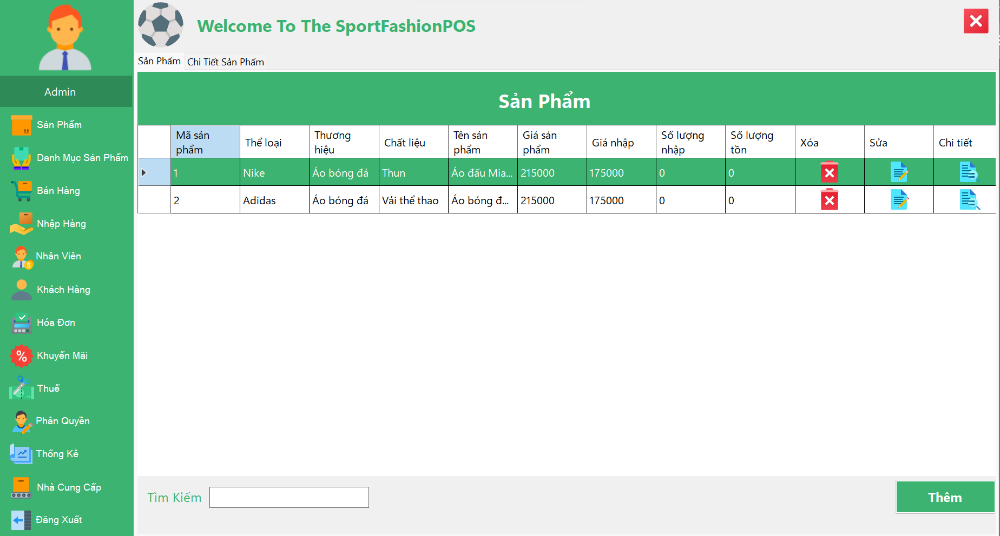 Welcome To The SportFashionPOS
Sản Phẩm
Chi Tiết Sản Phẩm
Admin
Sản Phẩm
Danh Mục Sản Phẩm
Bán Hàng
Nhập Hàng
Nhân Viên
Khách Hàng
Hóa Đơn
Khuyến Mãi
Thuế
Phân Quyền
Thống Kê
Nhà Cung Cấp
Đăng Xuất
Sản Phẩm
Mã sản phẩm Thể loại Thương hiệu Chất liệu Tên sản phẩm Giá sản phẩm Giá nhập Số lượng nhập Số lượng tồn Xóa Sửa Chi tiết
1 Nike Áo bóng đá Thun Áo đấu Mia... 215000 175000 0 0
2 Adidas Áo bóng đá Vải thể thao Áo bóng đ... 215000 175000 0 0
Tìm Kiếm
Thêm